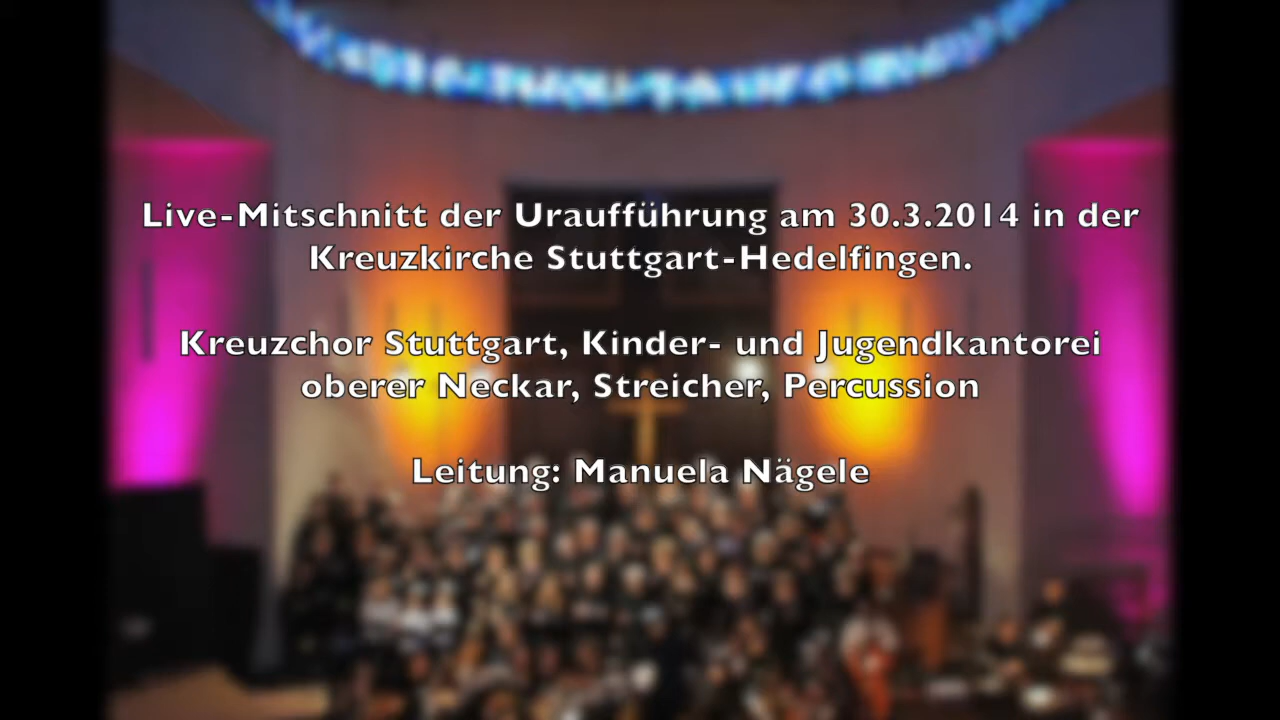 Live-Mitschnitt der Uraufführung am 30.3.2014 in der
Kreuzkirche Stuttgart-Hedelfingen.
Kreuzchor Stuttgart, Kinder- und Jugendkantorei
oberer Neckar, Streicher, Percussion
Leitung: Manuela Nägele